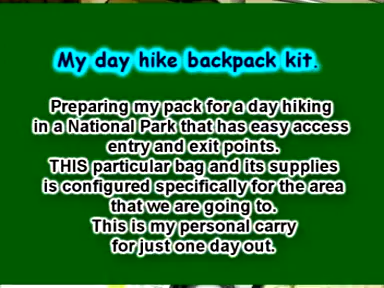 My day hike backpack kit.
Preparing my pack for a day hiking
in a National Park that has easy access
entry and exit points.
THIS particular bag and its supplies
is configured specifically for the area
that we are going to.
This is my personal carry
for just one day out.